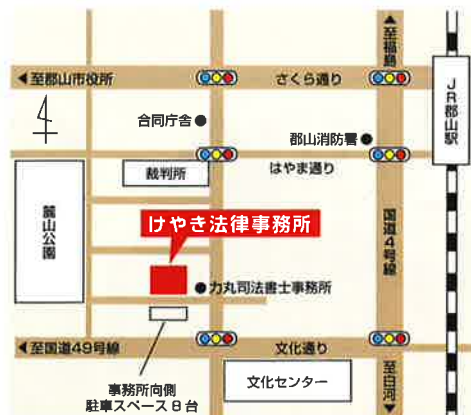 ▲至福島
◀至郡山市役所
さくら通り
JR郡山駅
合同庁舎●
郡山消防署●
はやま通り
裁判所
麓山公園
けやき法律事務所
国道4号線
●力丸司法書士事務所
◀至国道49号線
文化通り
文化センター
至白河▼
事務所向側
駐車スペース8台